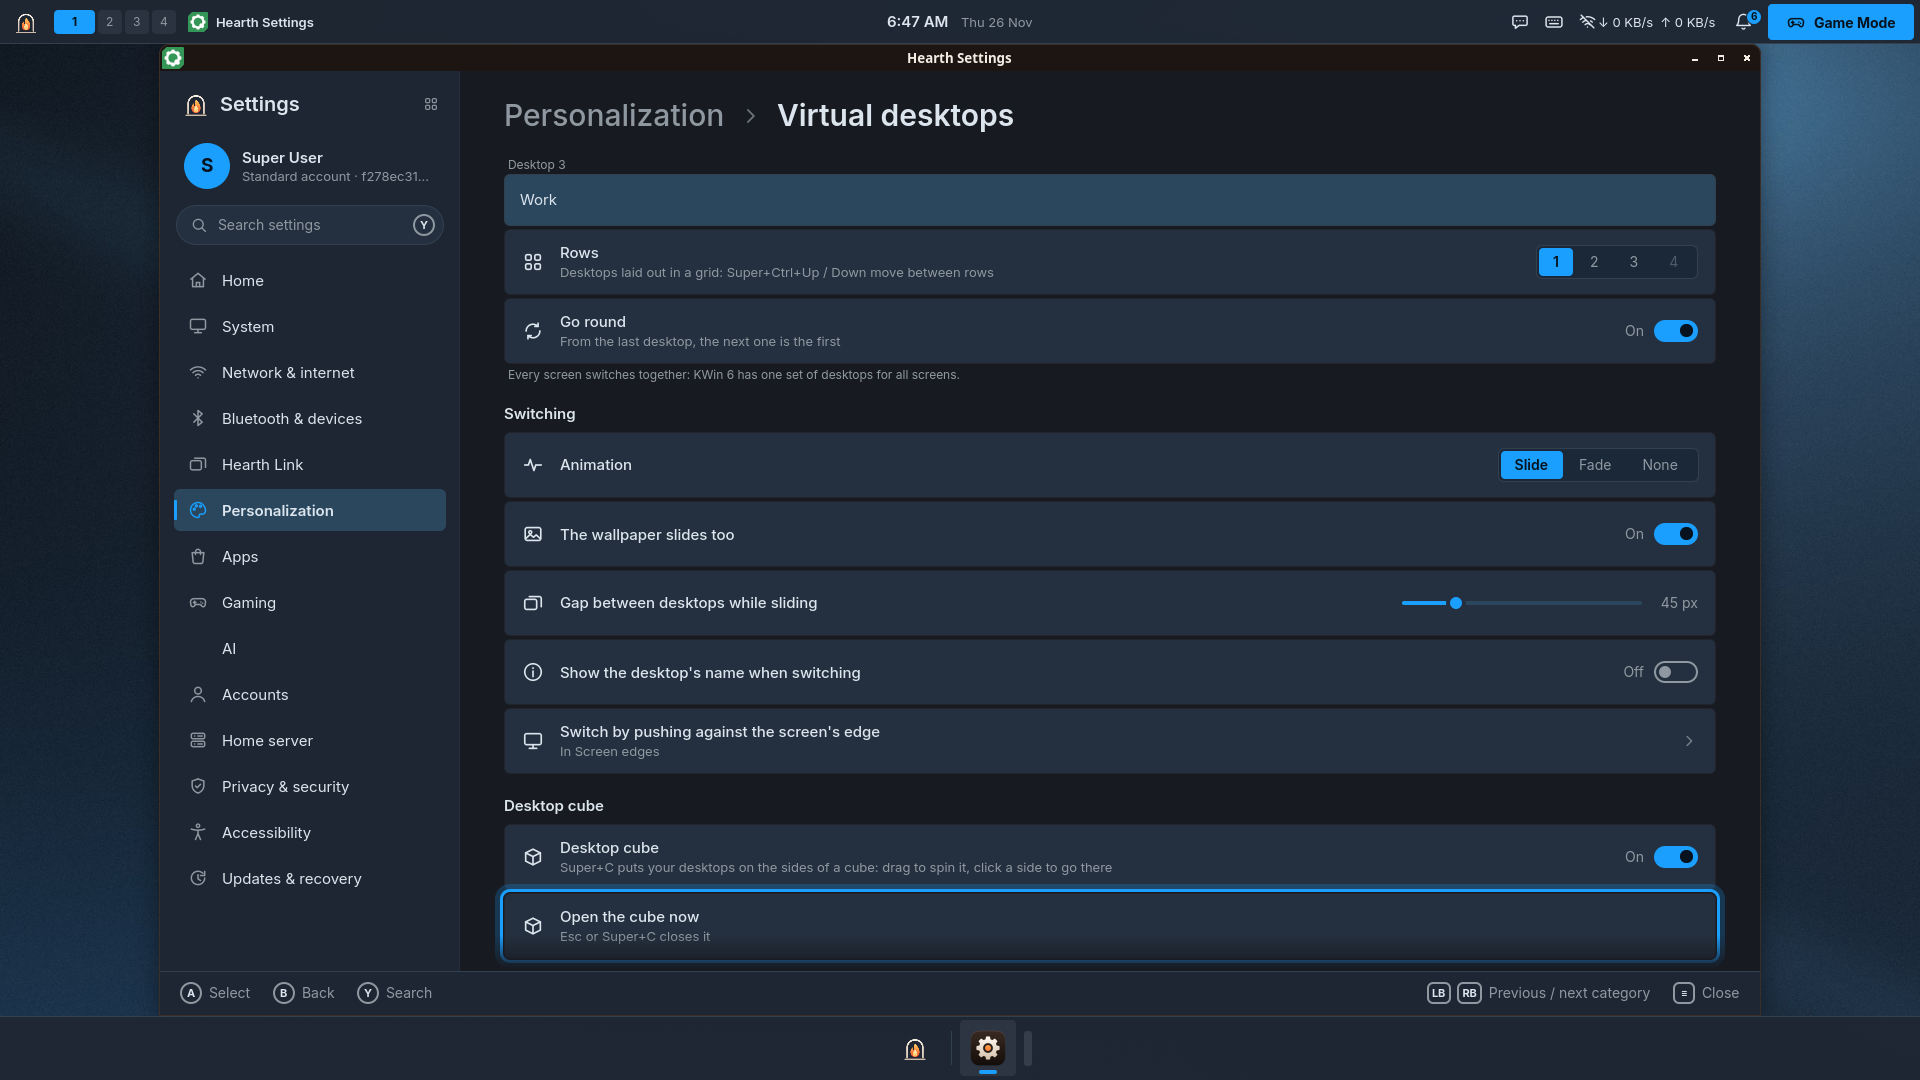 1 2 3 4 Hearth Settings
6:47 AM Thu 26 Nov
↓ 0 KB/s ↑ 0 KB/s
6
Game Mode
Hearth Settings
Settings
S
Super User
Standard account · f278ec31...
Search settings Y
Home
System
Network & internet
Bluetooth & devices
Hearth Link
Personalization
Apps
Gaming
AI
Accounts
Home server
Privacy & security
Accessibility
Updates & recovery
Personalization > Virtual desktops
Desktop 3
Work
Rows
Desktops laid out in a grid: Super+Ctrl+Up / Down move between rows
1 2 3 4
Go round
From the last desktop, the next one is the first
On
Every screen switches together: KWin 6 has one set of desktops for all screens.
Switching
Animation
Slide Fade None
The wallpaper slides too
On
Gap between desktops while sliding
45 px
Show the desktop's name when switching
Off
Switch by pushing against the screen's edge
In Screen edges
Desktop cube
Desktop cube
Super+C puts your desktops on the sides of a cube: drag to spin it, click a side to go there
On
Open the cube now
Esc or Super+C closes it
A Select B Back Y Search
LB RB Previous / next category ≡ Close